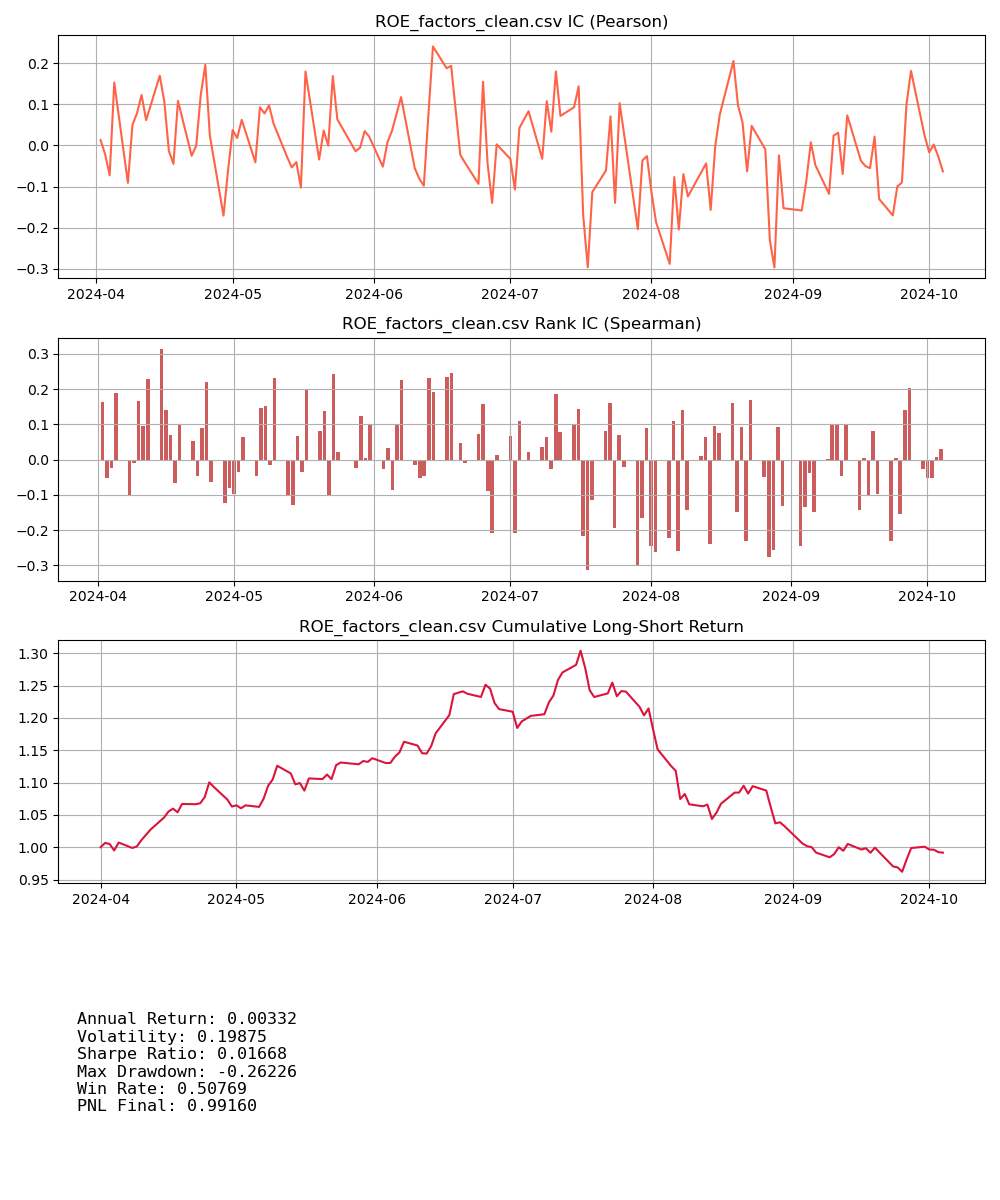 ROE_factors_clean.csv IC (Pearson)
0.2
0.1
0.0
−0.1
−0.2
−0.3
2024-04 2024-05 2024-06 2024-07 2024-08 2024-09 2024-10
ROE_factors_clean.csv Rank IC (Spearman)
0.3
0.2
0.1
0.0
−0.1
−0.2
−0.3
2024-04 2024-05 2024-06 2024-07 2024-08 2024-09 2024-10
ROE_factors_clean.csv Cumulative Long-Short Return
1.30
1.25
1.20
1.15
1.10
1.05
1.00
0.95
2024-04 2024-05 2024-06 2024-07 2024-08 2024-09 2024-10
Annual Return: 0.00332
Volatility: 0.19875
Sharpe Ratio: 0.01668
Max Drawdown: -0.26226
Win Rate: 0.50769
PNL Final: 0.99160